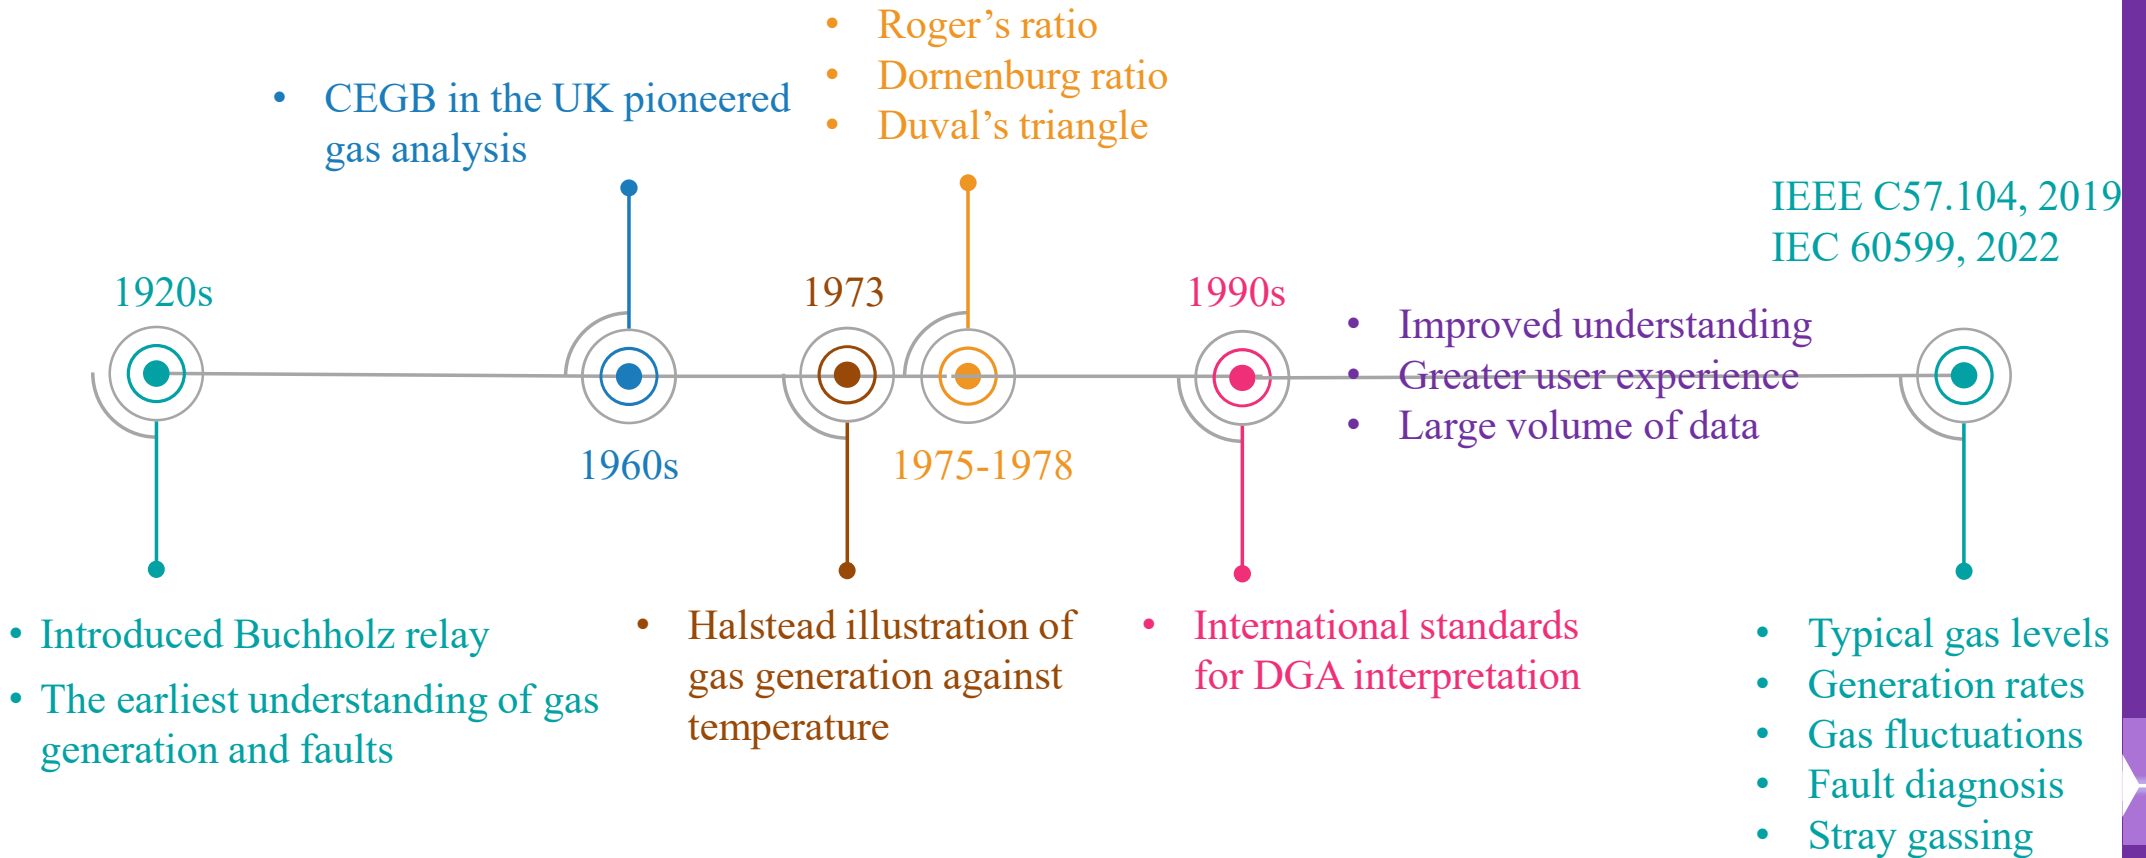 • Roger’s ratio
• Dornenburg ratio
• Duval’s triangle
• CEGB in the UK pioneered
gas analysis
IEEE C57.104, 2019
IEC 60599, 2022
1920s
1973
1990s
• Improved understanding
• Greater user experience
• Large volume of data
1960s
1975-1978
• Introduced Buchholz relay
• The earliest understanding of gas
generation and faults
• Halstead illustration of
gas generation against
temperature
• International standards
for DGA interpretation
• Typical gas levels
• Generation rates
• Gas fluctuations
• Fault diagnosis
• Stray gassing